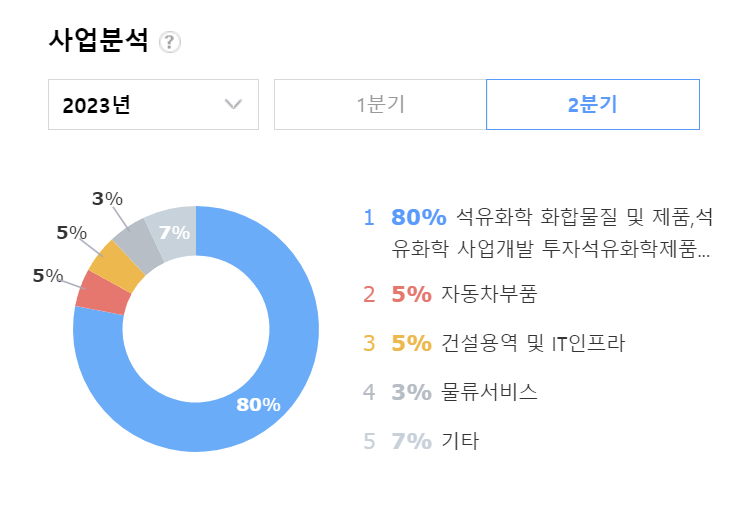 사업분석 ?
2023년
1분기
2분기
3%
5%
5%
7%
80%
1 80% 석유화학 화합물질 및 제품,석
유화학 사업개발 투자석유화학제품...
2 5% 자동차부품
3 5% 건설용역 및 IT인프라
4 3% 물류서비스
5 7% 기타